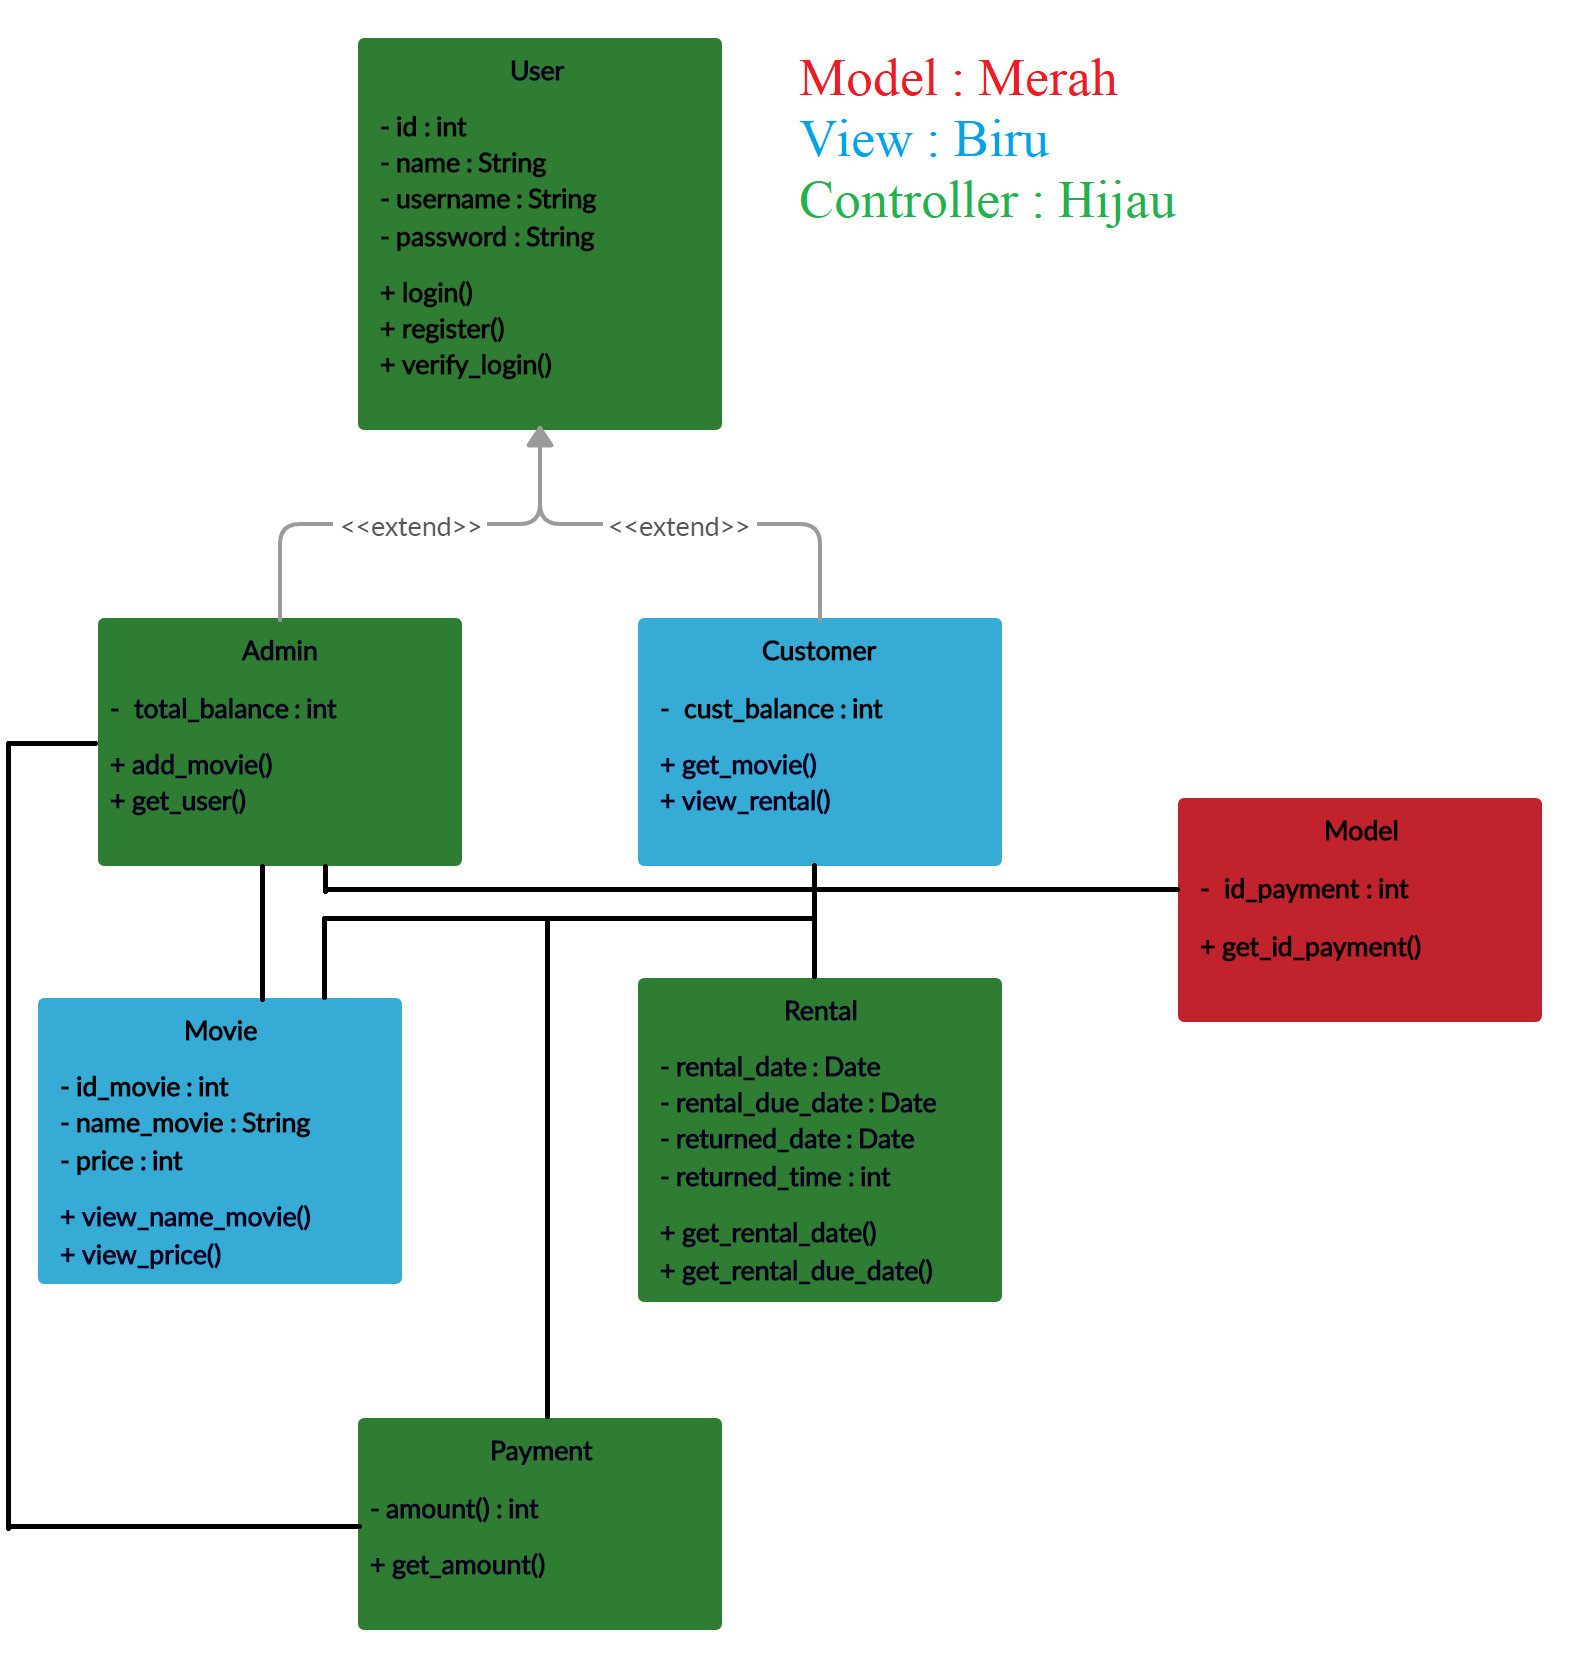 User
- id : int
- name : String
- username : String
- password : String
+ login()
+ register()
+ verify_login()
Model : Merah
View : Biru
Controller : Hijau
<<extend>>
<<extend>>
Admin
- total_balance : int
+ add_movie()
+ get_user()
Customer
- cust_balance : int
+ get_movie()
+ view_rental()
Model
- id_payment : int
+ get_id_payment()
Movie
- id_movie : int
- name_movie : String
- price : int
+ view_name_movie()
+ view_price()
Rental
- rental_date : Date
- rental_due_date : Date
- returned_date : Date
- returned_time : int
+ get_rental_date()
+ get_rental_due_date()
Payment
- amount() : int
+ get_amount()